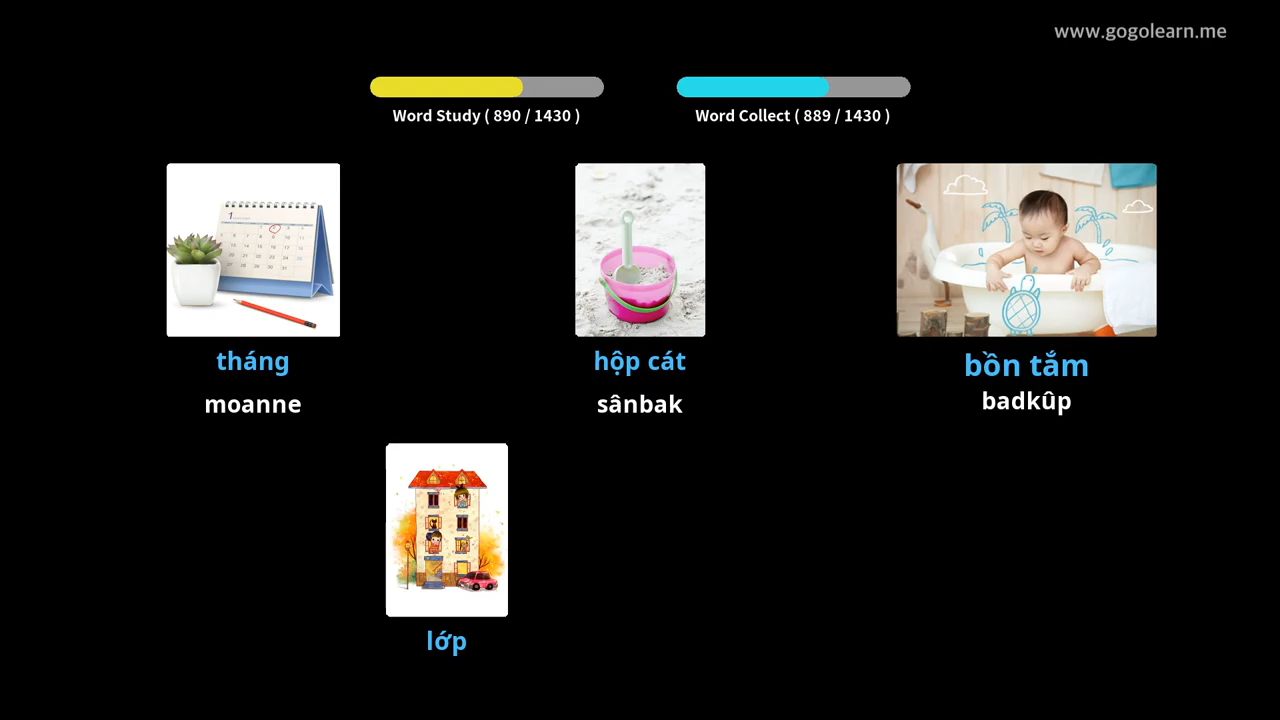 www.gogolearn.me
Word Study ( 890 / 1430 )
Word Collect ( 889 / 1430 )
tháng
moanne
hộp cát
sânbak
bồn tắm
badkûp
lớp